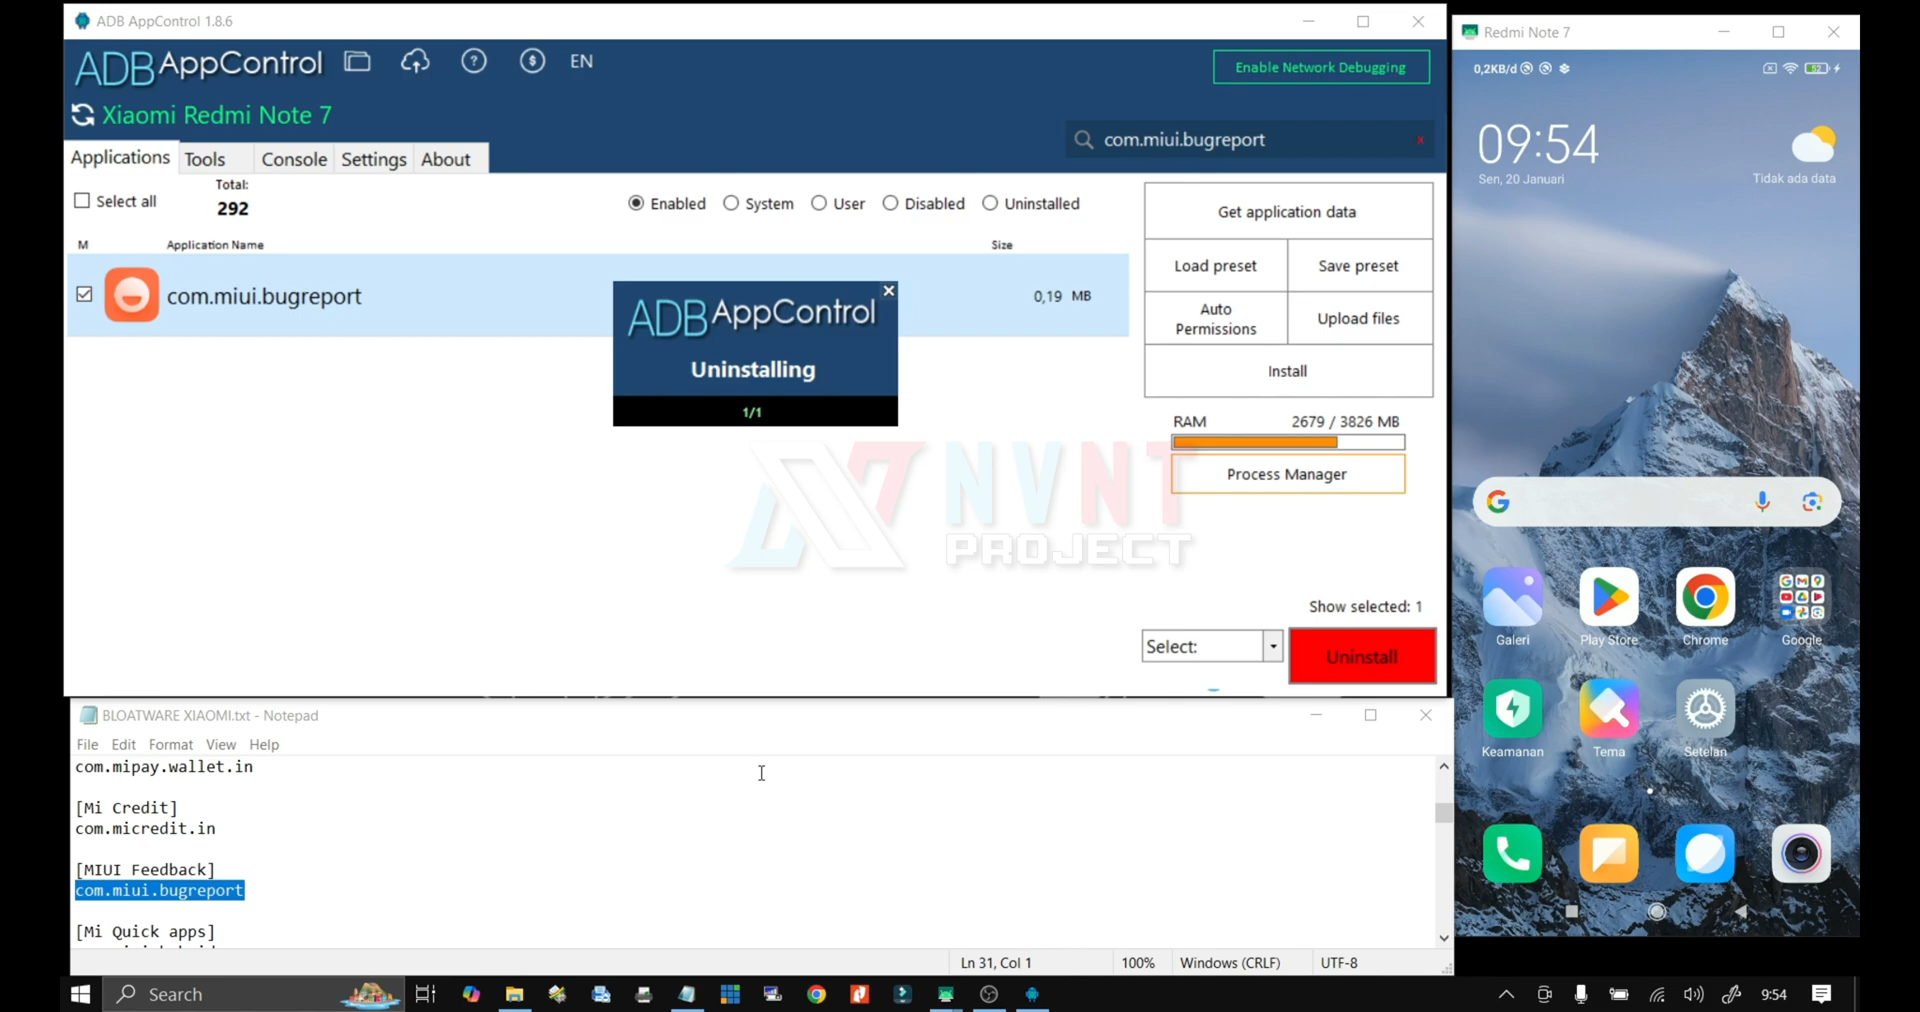 ADB AppControl 1.8.6
ADB AppControl
EN
Enable Network Debugging
Xiaomi Redmi Note 7
com.miui.bugreport
x
Applications
Tools
Console
Settings
About
Select all
Total:
292
Enabled
System
User
Disabled
Uninstalled
M
Application Name
Size
com.miui.bugreport
0,19 MB
ADB AppControl
Uninstalling
1/1
Get application data
Load preset
Save preset
Auto
Permissions
Upload files
Install
RAM
2679 / 3826 MB
Process Manager
NVNT
PROJECT
Show selected: 1
Select:
Uninstall
BLOATWARE XIAOMI.txt - Notepad
File
Edit
Format
View
Help
com.mipay.wallet.in
[Mi Credit]
com.micredit.in
[MIUI Feedback]
com.miui.bugreport
[Mi Quick apps]
Ln 31, Col 1
100%
Windows (CRLF)
UTF-8
Redmi Note 7
0,2KB/d
52
09:54
Sen, 20 Januari
Tidak ada data
Galeri
Play Store
Chrome
Google
Keamanan
Tema
Setelan
Search
9:54